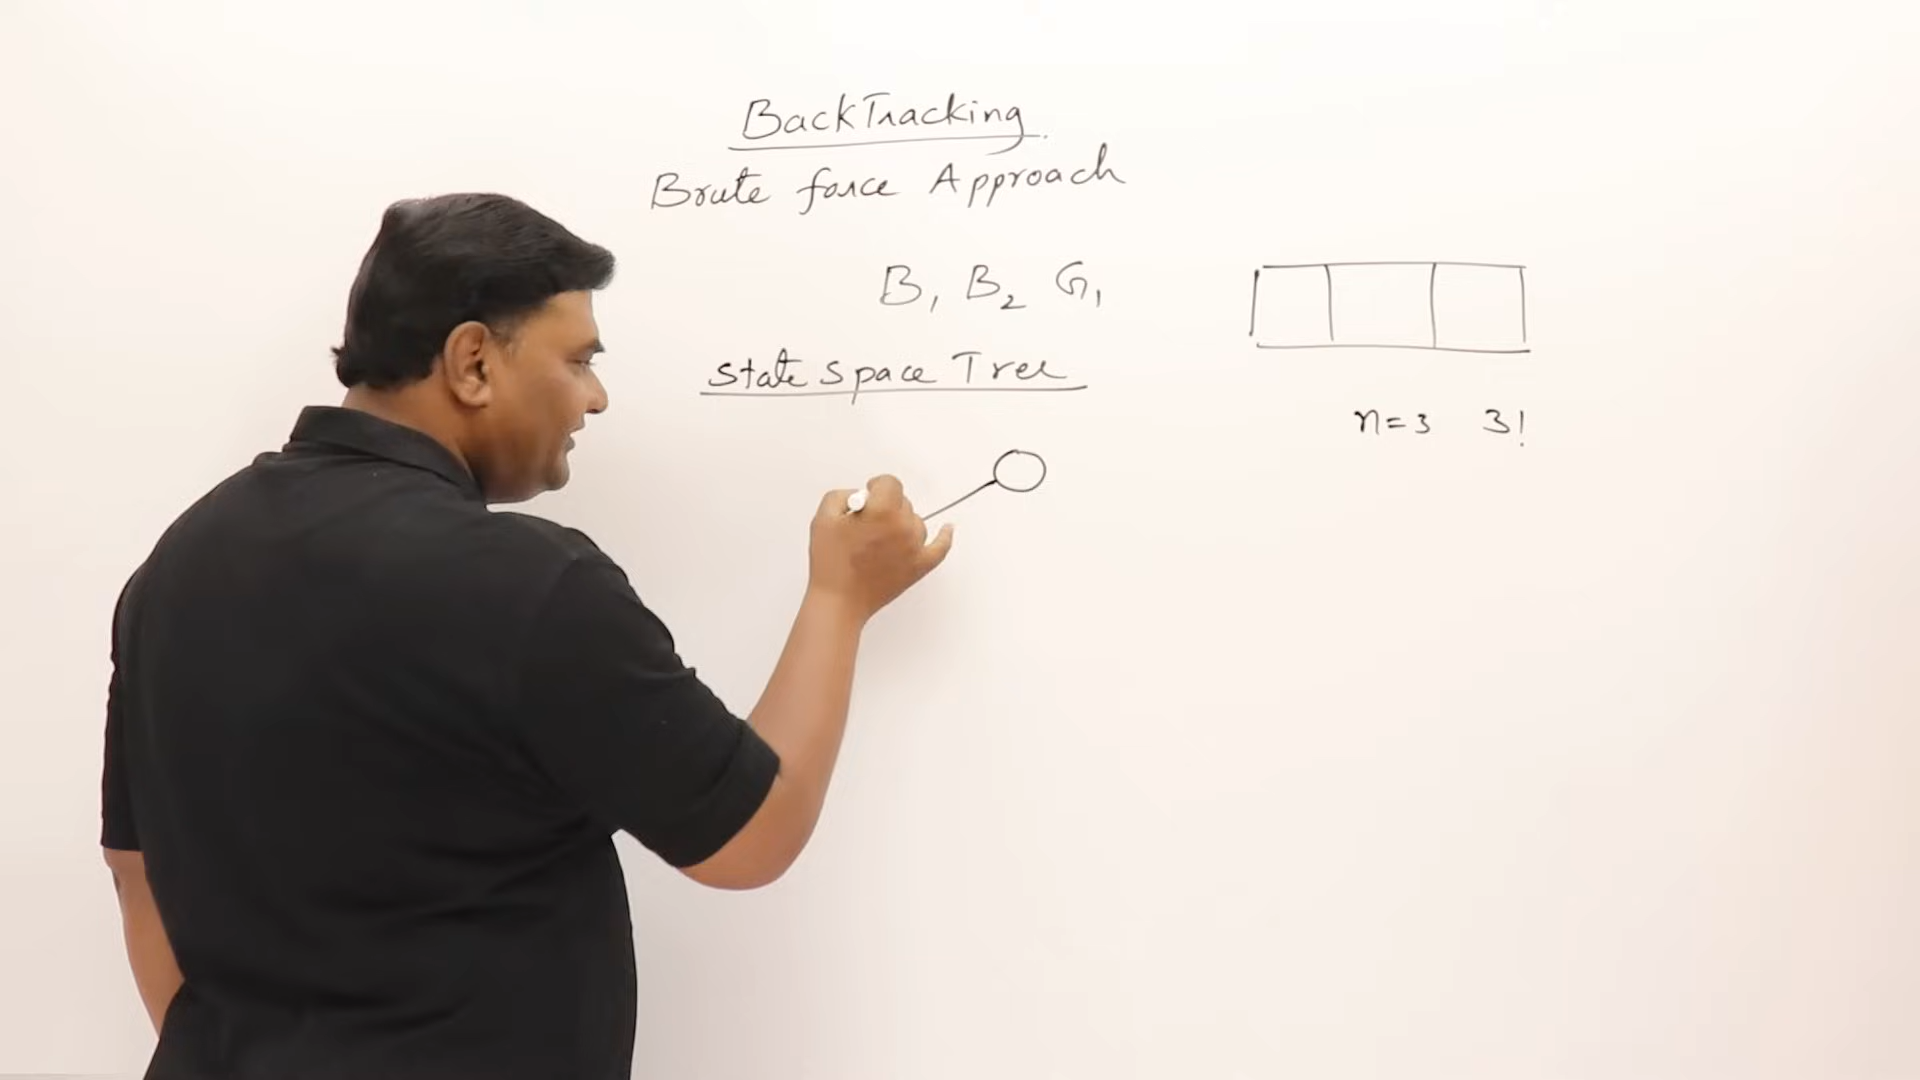 BackTracking
Brute force Approach
B1 B2 G1
State Space Tree
n=3 3!